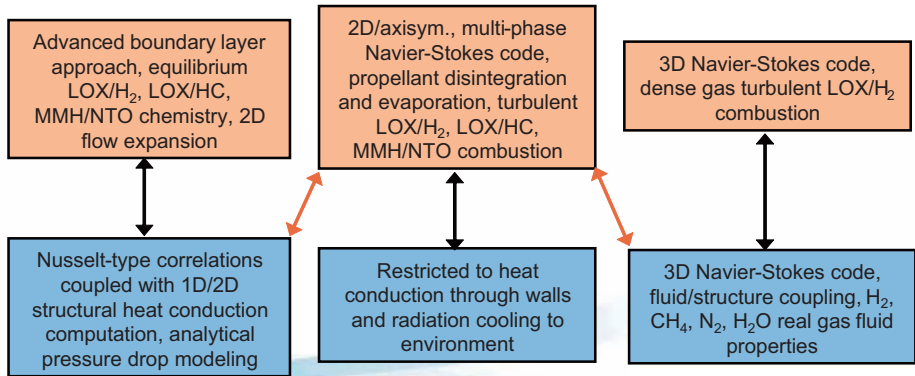 Advanced boundary layer
approach, equilibrium
LOX/H₂, LOX/HC,
MMH/NTO chemistry, 2D
flow expansion
2D/axisym., multi-phase
Navier-Stokes code,
propellant disintegration
and evaporation, turbulent
LOX/H₂, LOX/HC,
MMH/NTO combustion
3D Navier-Stokes code,
dense gas turbulent LOX/H₂
combustion
Nusselt-type correlations
coupled with 1D/2D
structural heat conduction
computation, analytical
pressure drop modeling
Restricted to heat
conduction through walls
and radiation cooling to
environment
3D Navier-Stokes code,
fluid/structure coupling, H₂,
CH₄, N₂, H₂O real gas fluid
properties